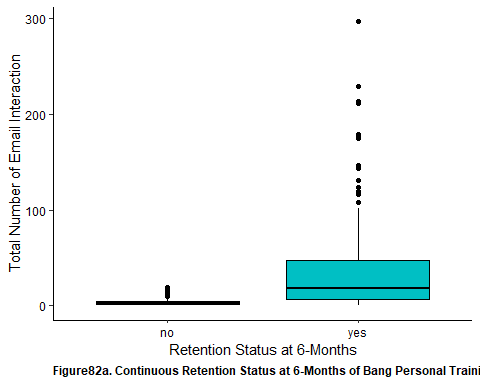 300
200
100
0
Total Number of Email Interaction
no
yes
Retention Status at 6-Months
Figure82a. Continuous Retention Status at 6-Months of Bang Personal Traini